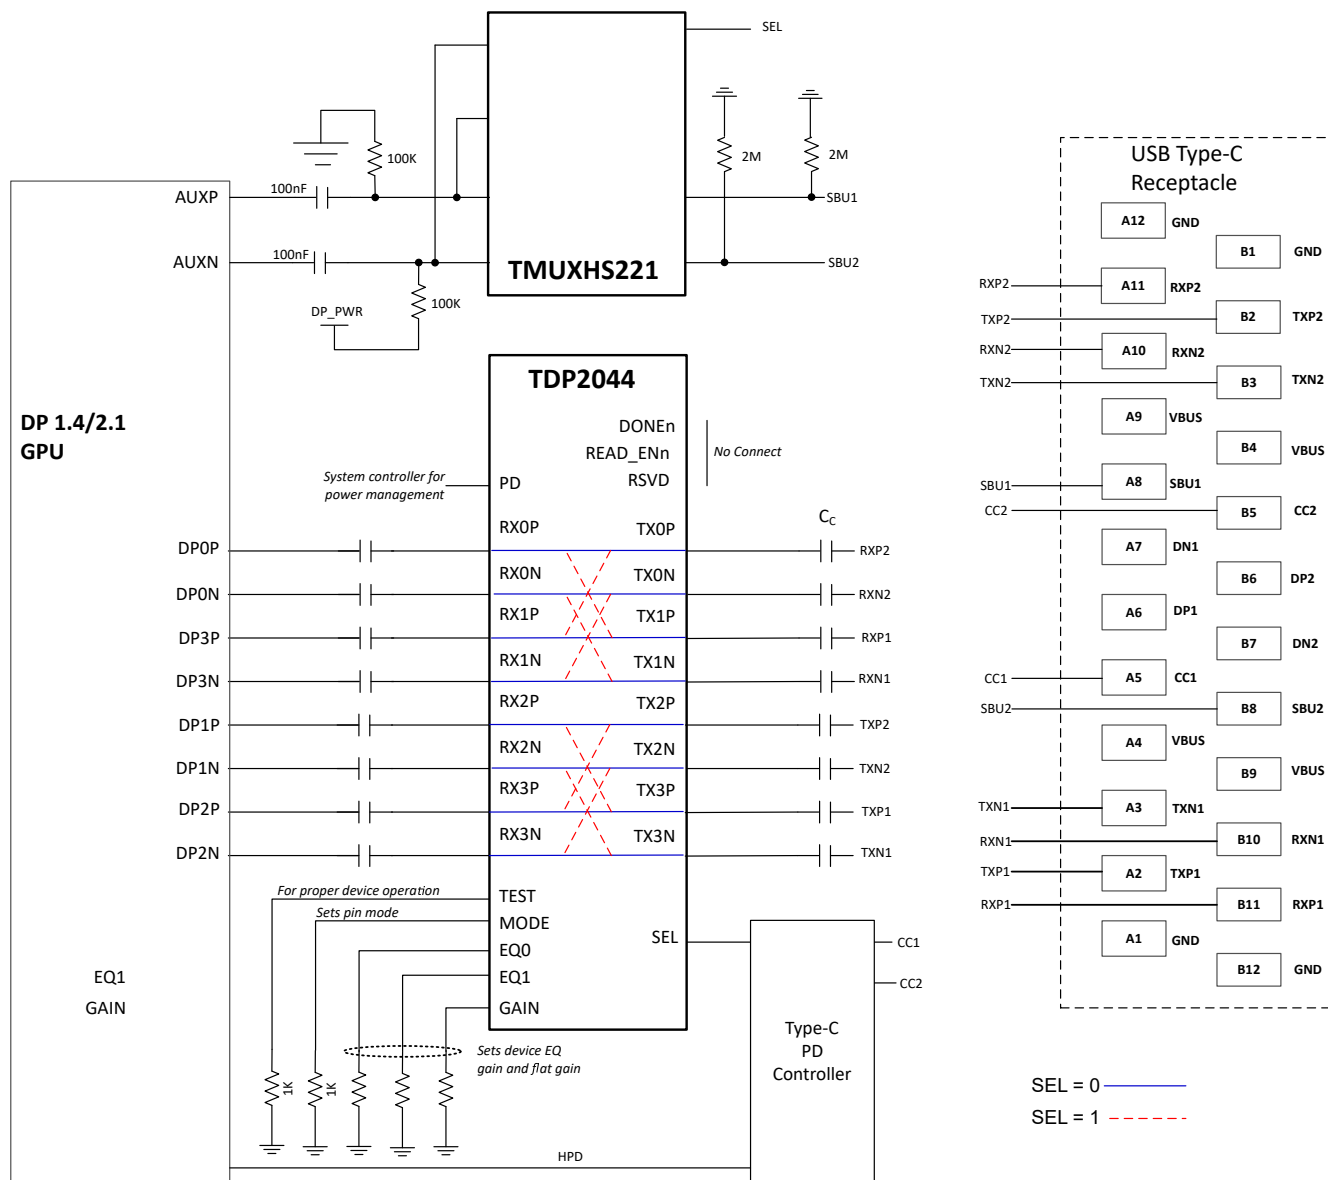 SEL
100K
2M
2M
AUXP
100nF
SBU1
AUXN
100nF
SBU2
TMUXHS221
100K
DP_PWR
TDP2044
DP 1.4/2.1
GPU
DONEn
READ_ENn
RSVD
No Connect
System controller for
power management
PD
RX0P
TX0P
CC
DP0P
RXP2
RX0N
TX0N
DP0N
RXN2
RX1P
TX1P
DP3P
RXP1
RX1N
TX1N
DP3N
RXN1
RX2P
TX2P
DP1P
TXP2
RX2N
TX2N
DP1N
TXN2
RX3P
TX3P
DP2P
TXP1
RX3N
TX3N
DP2N
TXN1
For proper device operation
TEST
Sets pin mode
MODE
EQ0
SEL
EQ1
GAIN
EQ1
GAIN
CC1
CC2
Type-C
PD
Controller
Sets device EQ
gain and flat gain
1K
1K
HPD
USB Type-C
Receptacle
A12 GND
B1 GND
RXP2 A11 RXP2
TXP2 B2 TXP2
RXN2 A10 RXN2
TXN2 B3 TXN2
A9 VBUS
B4 VBUS
SBU1 A8 SBU1
CC2 B5 CC2
A7 DN1
B6 DP2
A6 DP1
B7 DN2
CC1 A5 CC1
SBU2 B8 SBU2
A4 VBUS
B9 VBUS
TXN1 A3 TXN1
RXN1 B10 RXN1
TXP1 A2 TXP1
RXP1 B11 RXP1
A1 GND
B12 GND
SEL = 0
SEL = 1